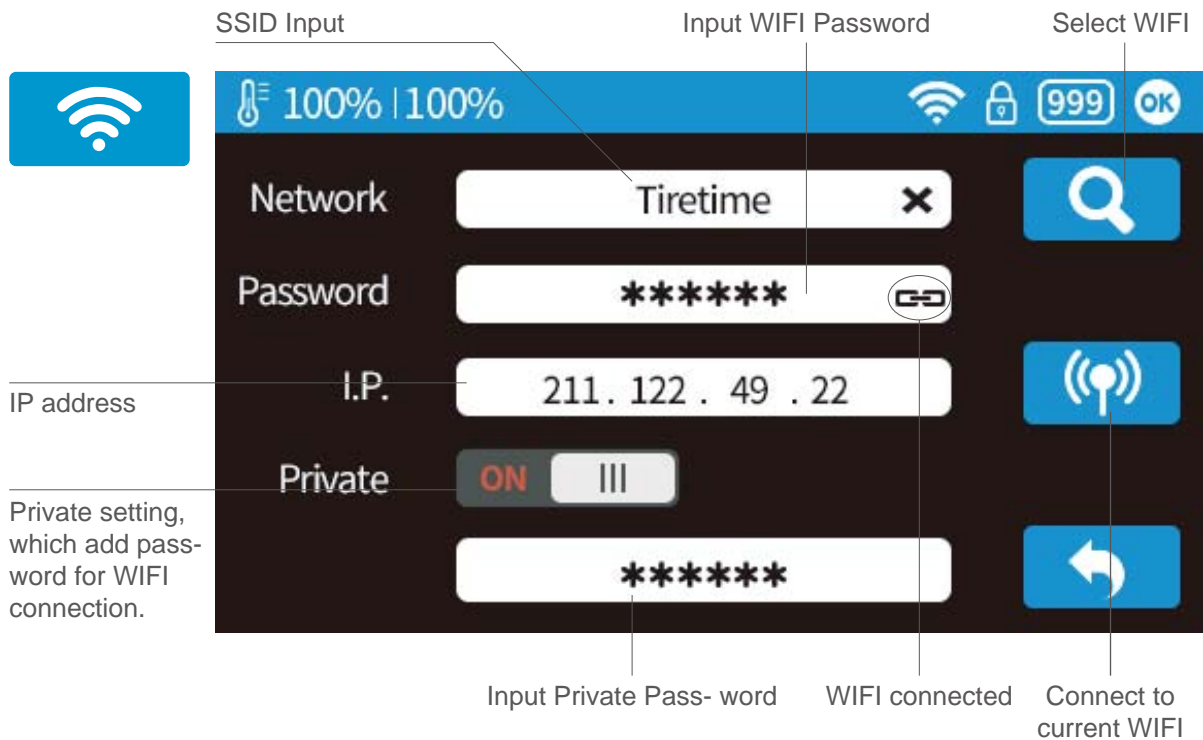 SSID Input
Input WIFI Password
Select WIFI
100% | 100%
999
OK
Network
Tiretime
Password
******
I.P.
211. 122 . 49 . 22
IP address
Private
ON
Private setting,
which add pass-
word for WIFI
connection.
******
Input Private Pass- word
WIFI connected
Connect to
current WIFI